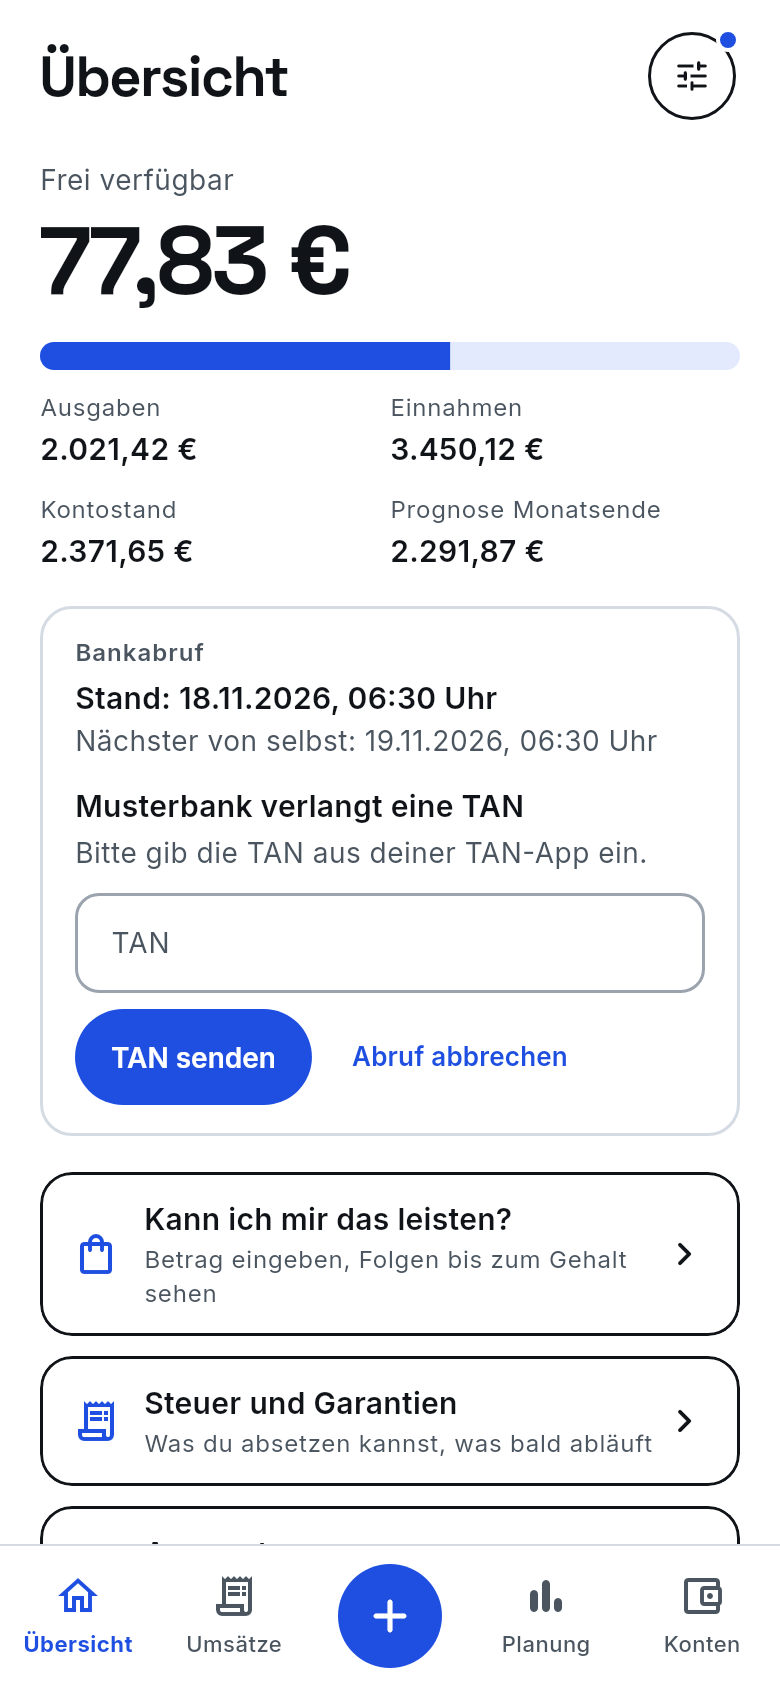 Übersicht
Frei verfügbar
77,83 €
Ausgaben
Einnahmen
2.021,42 €
3.450,12 €
Kontostand
Prognose Monatsende
2.371,65 €
2.291,87 €
Bankabruf
Stand: 18.11.2026, 06:30 Uhr
Nächster von selbst: 19.11.2026, 06:30 Uhr
Musterbank verlangt eine TAN
Bitte gib die TAN aus deiner TAN-App ein.
TAN
TAN senden
Abruf abbrechen
Kann ich mir das leisten?
Betrag eingeben, Folgen bis zum Gehalt
sehen
Steuer und Garantien
Was du absetzen kannst, was bald abläuft
Übersicht
Umsätze
Planung
Konten